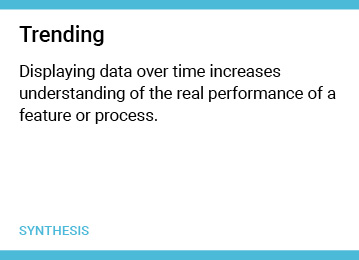 Trending
Displaying data over time increases
understanding of the real performance of a
feature or process.
SYNTHESIS